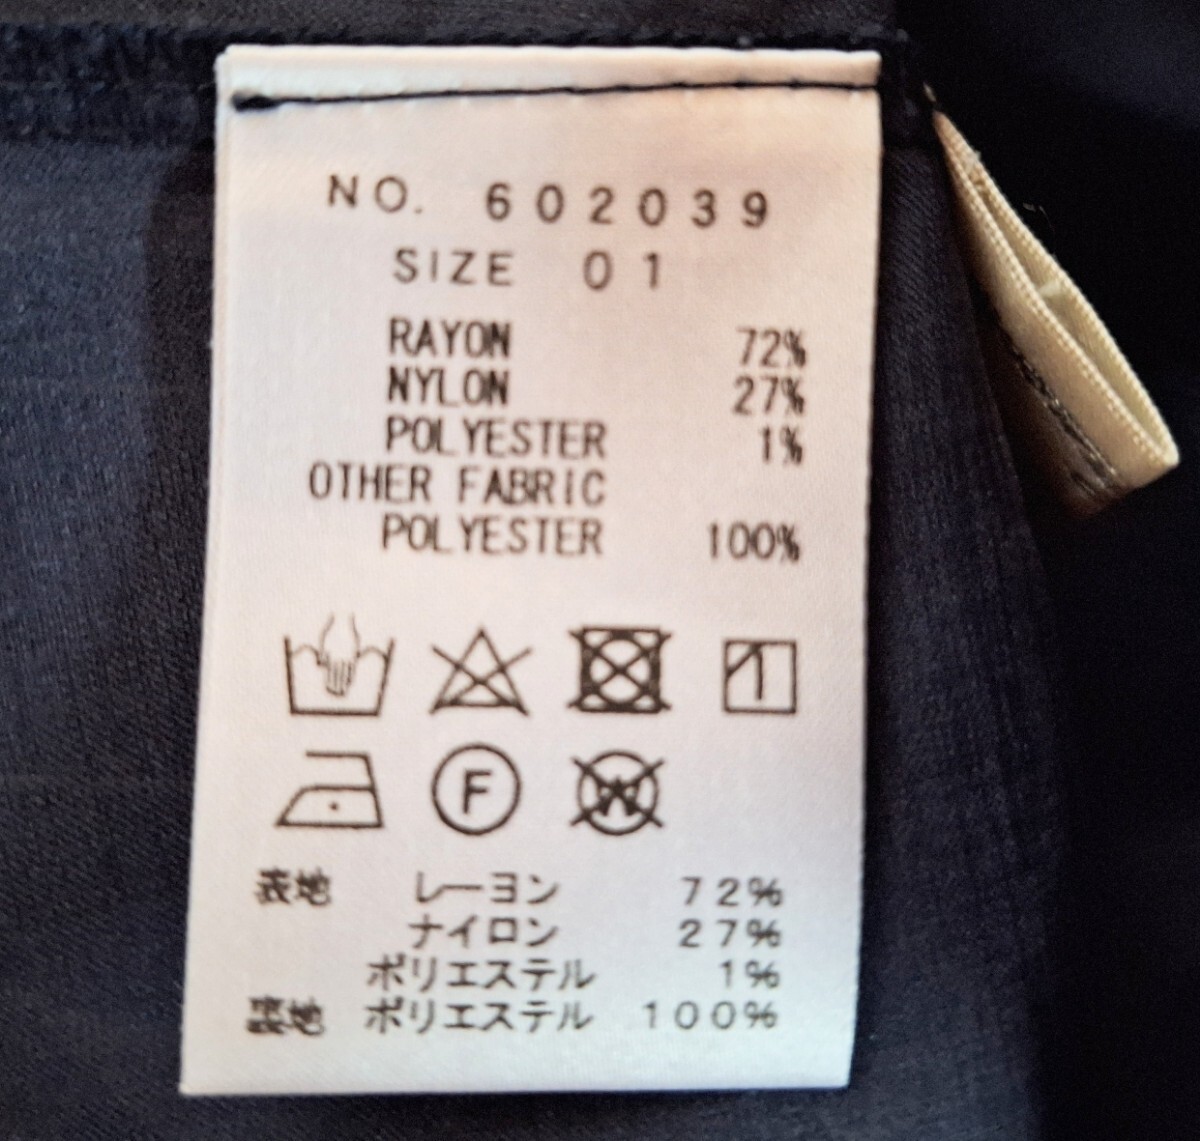 NO. 602039
SIZE 01
RAYON 72%
NYLON 27%
POLYESTER 1%
OTHER FABRIC
POLYESTER 100%
F
W
表地 レーヨン 72%
ナイロン 27%
ポリエステル 1%
裏地 ポリエステル 100%